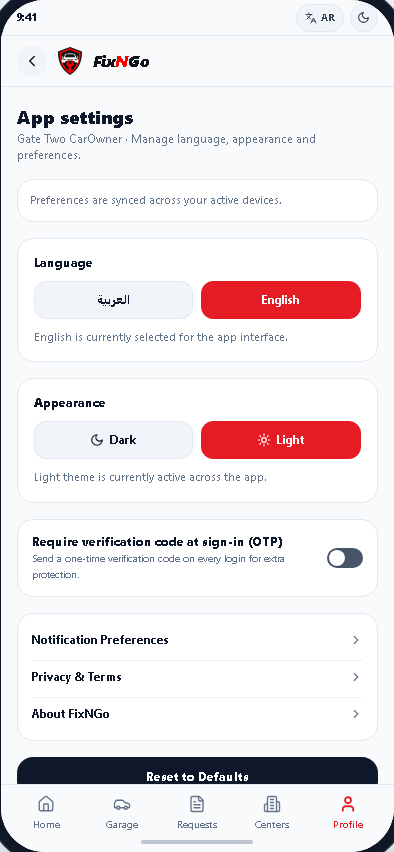 9:41
AR
FixNGo
App settings
Gate Two CarOwner · Manage language, appearance and
preferences.
Preferences are synced across your active devices.
Language
العربية
English
English is currently selected for the app interface.
Appearance
Dark
Light
Light theme is currently active across the app.
Require verification code at sign-in (OTP)
Send a one-time verification code on every login for extra
protection.
Notification Preferences
Privacy & Terms
About FixNGo
Reset to Defaults
Home
Garage
Requests
Centers
Profile